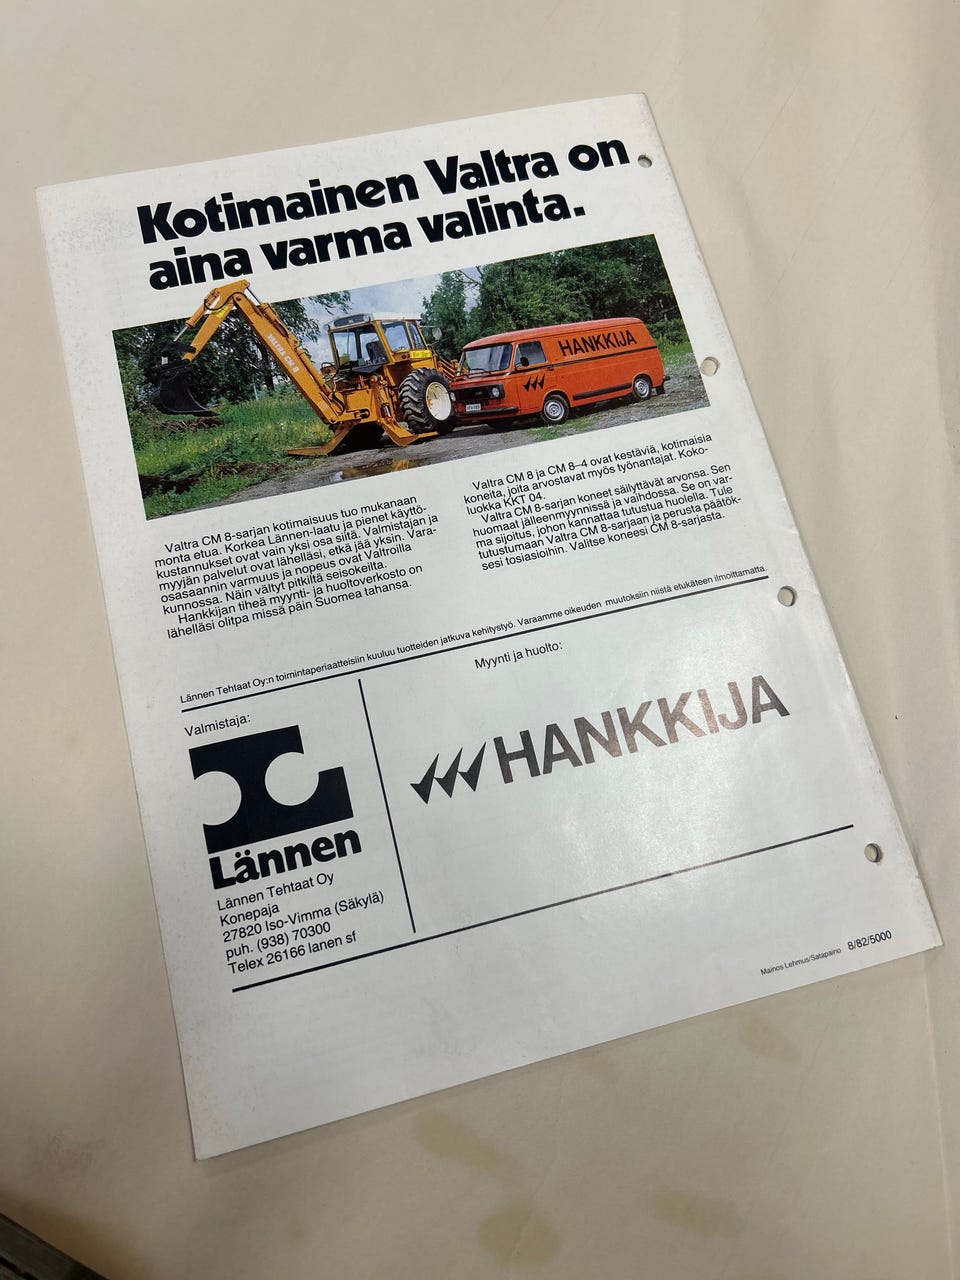 Kotimainen Valtra on
aina varma valinta.
VALTRA CM 8
HANKKIJA
Valtra CM 8-sarjan kotimaisuus tuo mukanaan
monta etua. Korkea Lännen-laatu ja pienet käyttö-
kustannukset ovat vain yksi osa siitä. Valmistajan ja
myyjän palvelut ovat lähelläsi, etkä jää yksin. Vara-
osasaannin varmuus ja nopeus ovat Valtroilla
kunnossa. Näin vältyt pitkiltä seisokeilta.
Hankkijan tiheä myynti- ja huoltoverkosto on
lähelläsi olitpa missä päin Suomea tahansa.
Valtra CM 8 ja CM 8–4 ovat kestäviä, kotimaisia
koneita, joita arvostavat myös työnantajat. Koko-
luokka KKT 04.
Valtra CM 8-sarjan koneet säilyttävät arvonsa. Sen
huomaat jälleenmyynnissä ja vaihdossa. Se on var-
ma sijoitus, johon kannattaa tutustua huolella. Tule
tutustumaan Valtra CM 8-sarjaan ja perusta päätök-
sesi tosiasioihin. Valitse koneesi CM 8-sarjasta.
Lännen Tehtaat Oy:n toimintaperiaatteisiin kuuluu tuotteiden jatkuva kehitystyö. Varaamme oikeuden muutoksiin niistä etukäteen ilmoittamatta.
Valmistaja:
Lännen
Lännen Tehtaat Oy
Konepaja
27820 Iso-Vimma (Säkylä)
puh. (938) 70300
Telex 26166 lanen sf
Myynti ja huolto:
HANKKIJA
Mainos Lehmus/Satapaino 8/82/5000